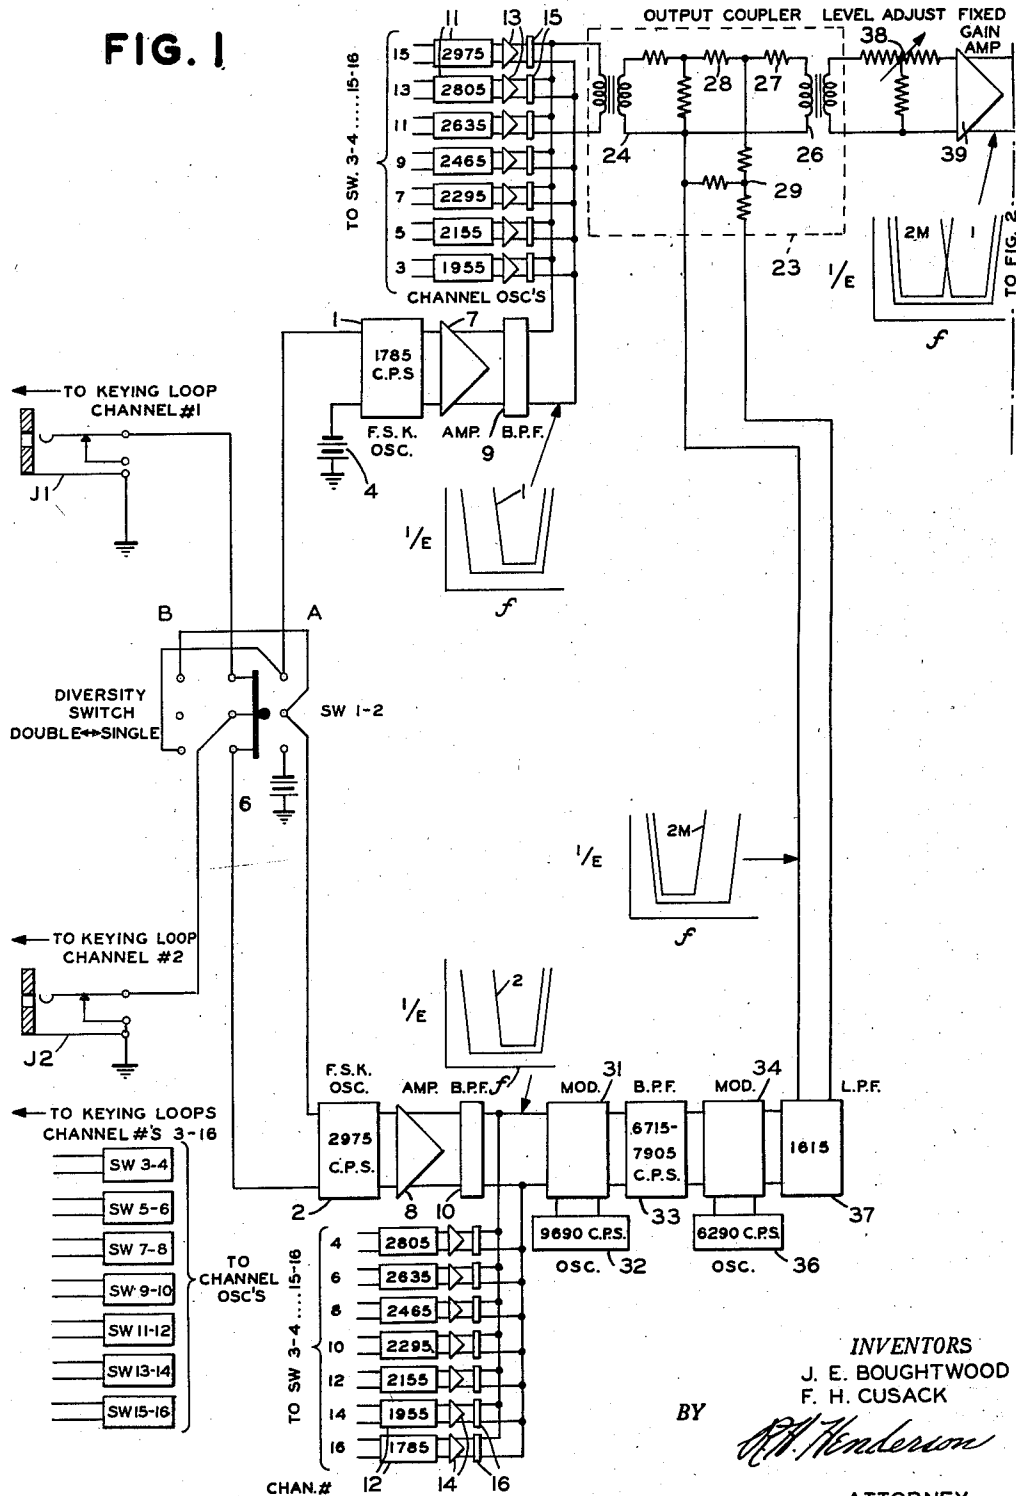 FIG. 1
OUTPUT COUPLER
LEVEL ADJUST
FIXED
GAIN
AMP
11
13
15
38
15
2975
13
2805
11
2635
9
2465
7
2295
5
2155
3
1955
TO SW. 3-4 ..... 15-16
CHANNEL OSC'S
28
27
24
26
39
29
23
1/E
2M
1
f
TO FIG. 2
1
7
1785
C.P.S
F.S.K.
OSC.
AMP.
B.P.F.
9
4
1/E
1
f
TO KEYING LOOP
CHANNEL #1
J1
B
A
DIVERSITY
SWITCH
DOUBLE↔SINGLE
SW 1-2
6
1/E
2M
f
TO KEYING LOOP
CHANNEL #2
J2
1/E
2
f
F.S.K.
OSC.
AMP.
B.P.F.
MOD.
31
B.P.F.
MOD.
34
L.P.F.
2975
C.P.S.
6715-
7905
C.P.S.
1615
2
8
10
33
37
9690 C.P.S.
OSC.
32
6290 C.P.S.
OSC.
36
TO KEYING LOOPS
CHANNEL #'S 3-16
SW 3-4
SW 5-6
SW 7-8
SW 9-10
SW 11-12
SW 13-14
SW 15-16
TO
CHANNEL
OSC'S
TO SW 3-4 .... 15-16
4
2805
6
2635
8
2465
10
2295
12
2155
14
1955
16
1785
CHAN.#
12
14
16
INVENTORS
J. E. BOUGHTWOOD
F. H. CUSACK
BY
R.H. Henderson
ATTORNEY